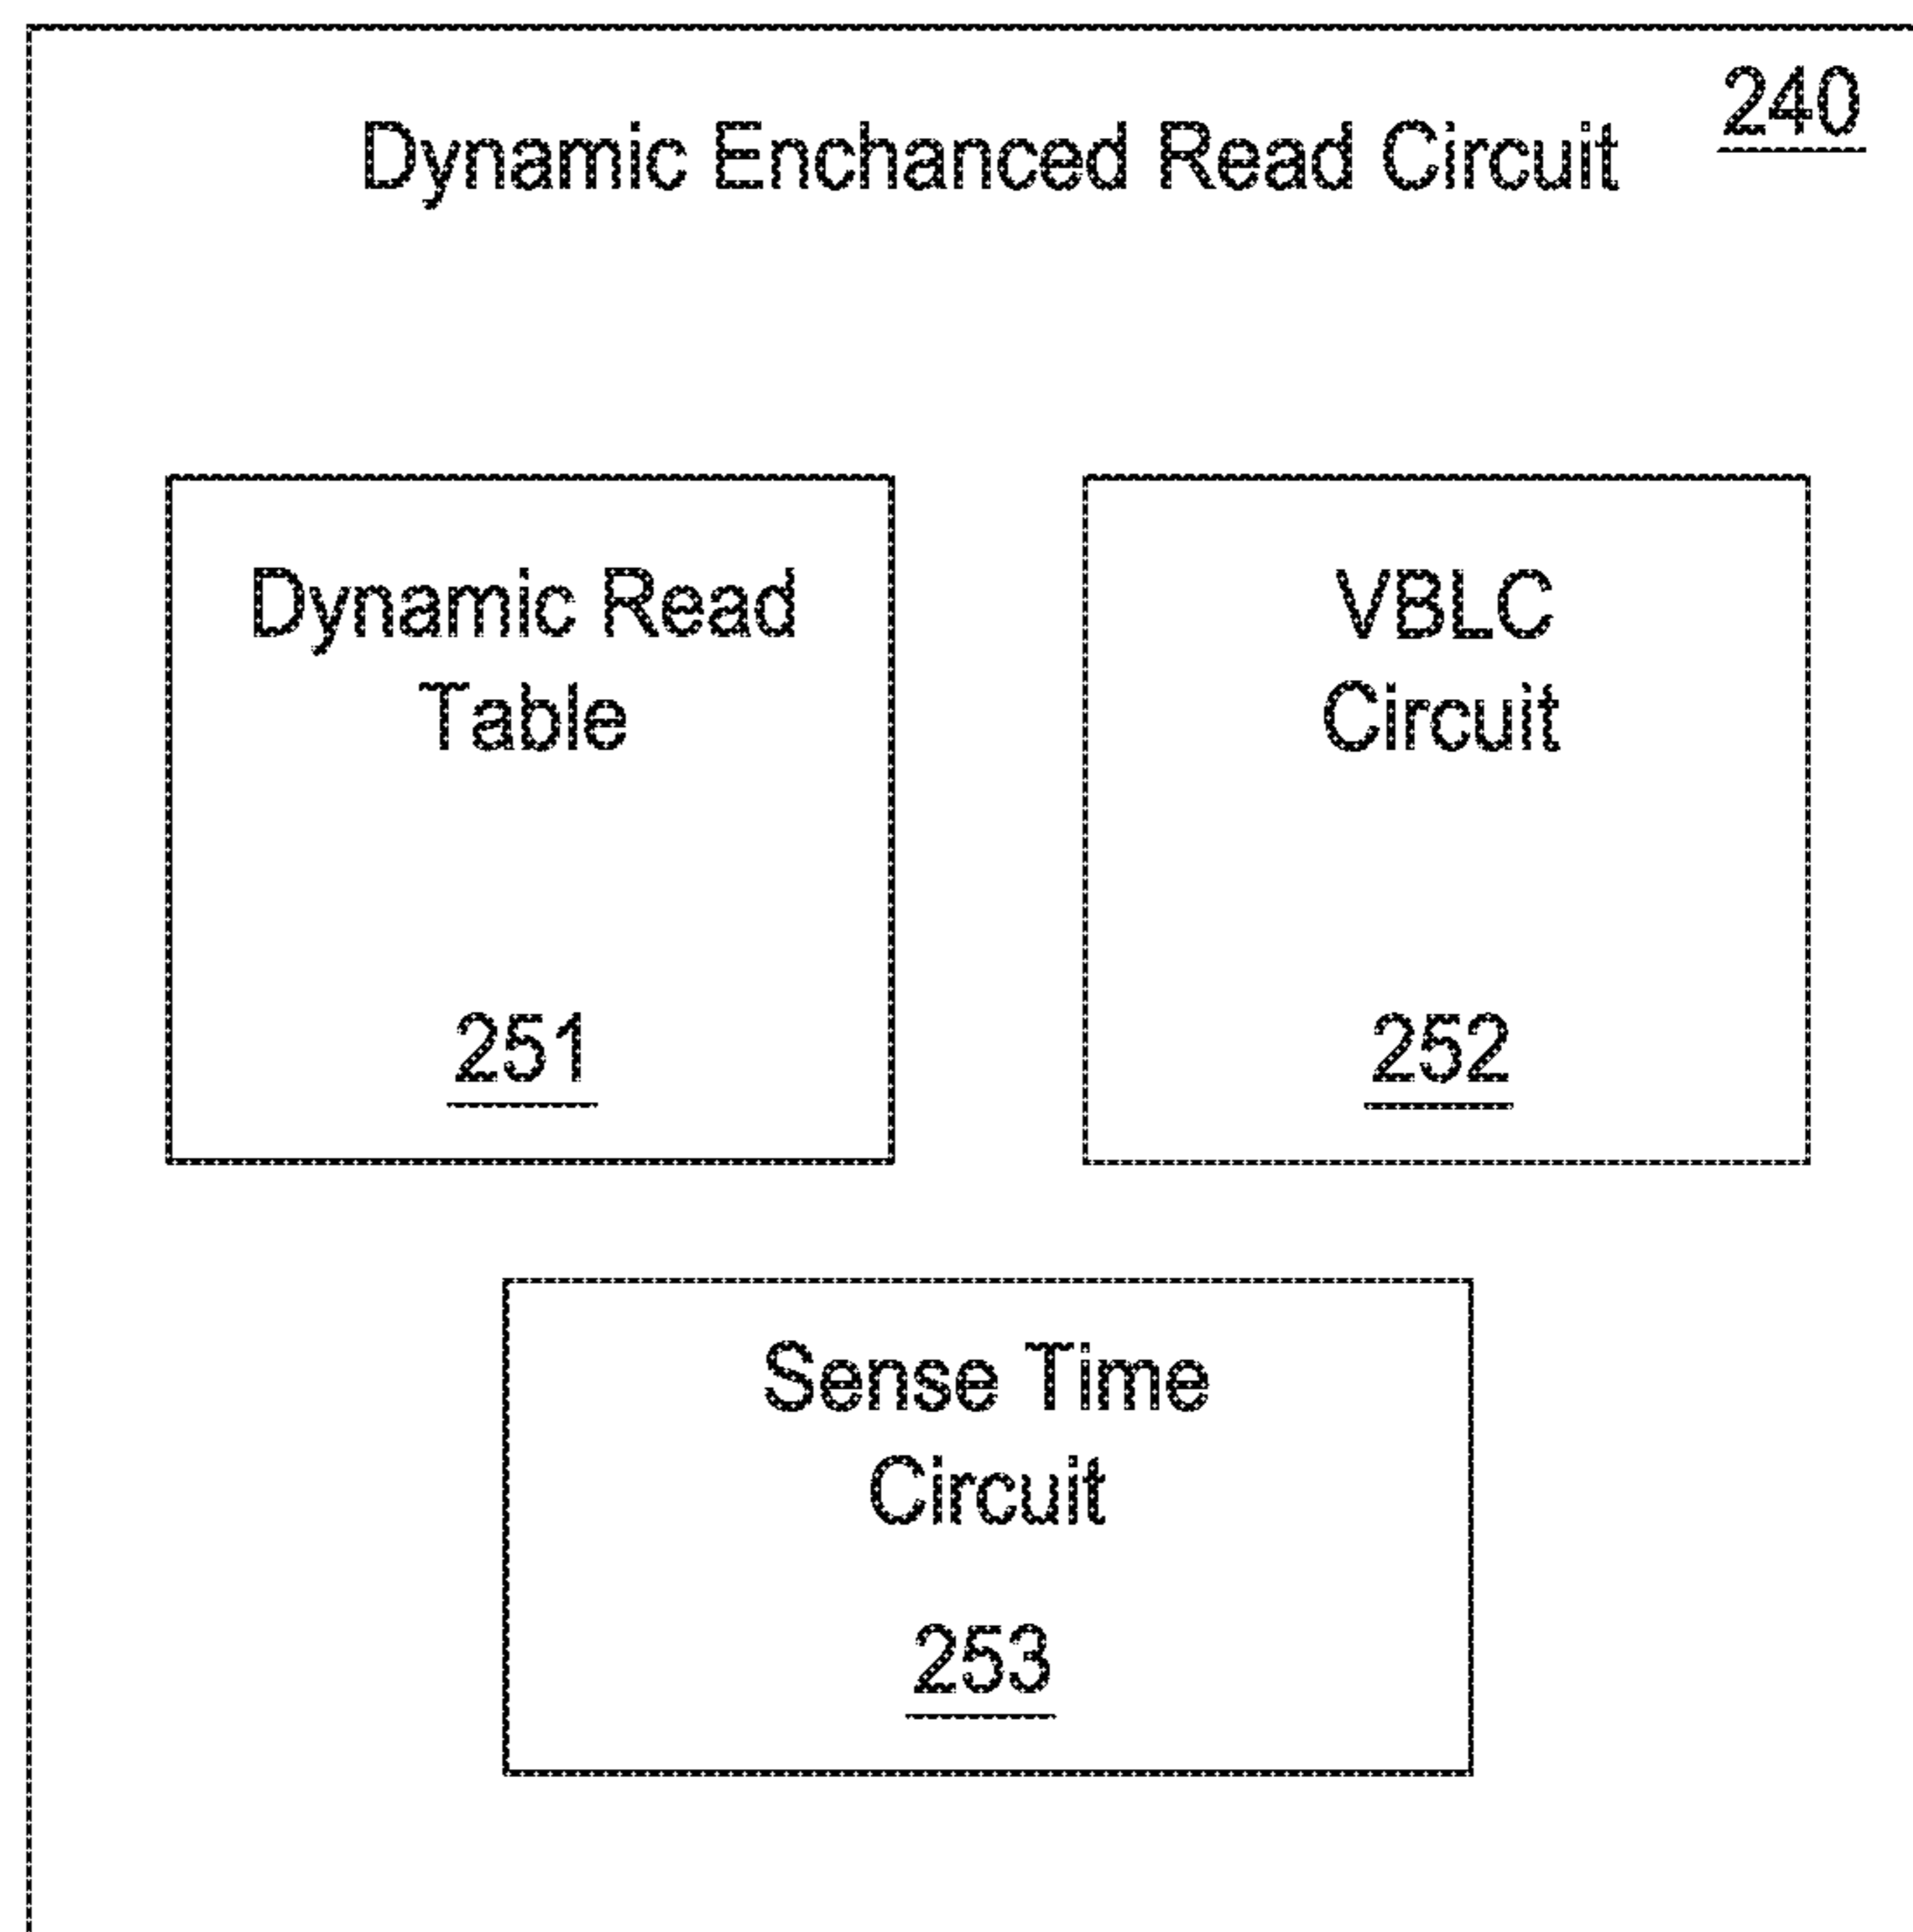 240
Dynamic Enchanced Read Circuit
Dynamic Read
Table
251
VBLC
Circuit
252
Sense Time
Circuit
253